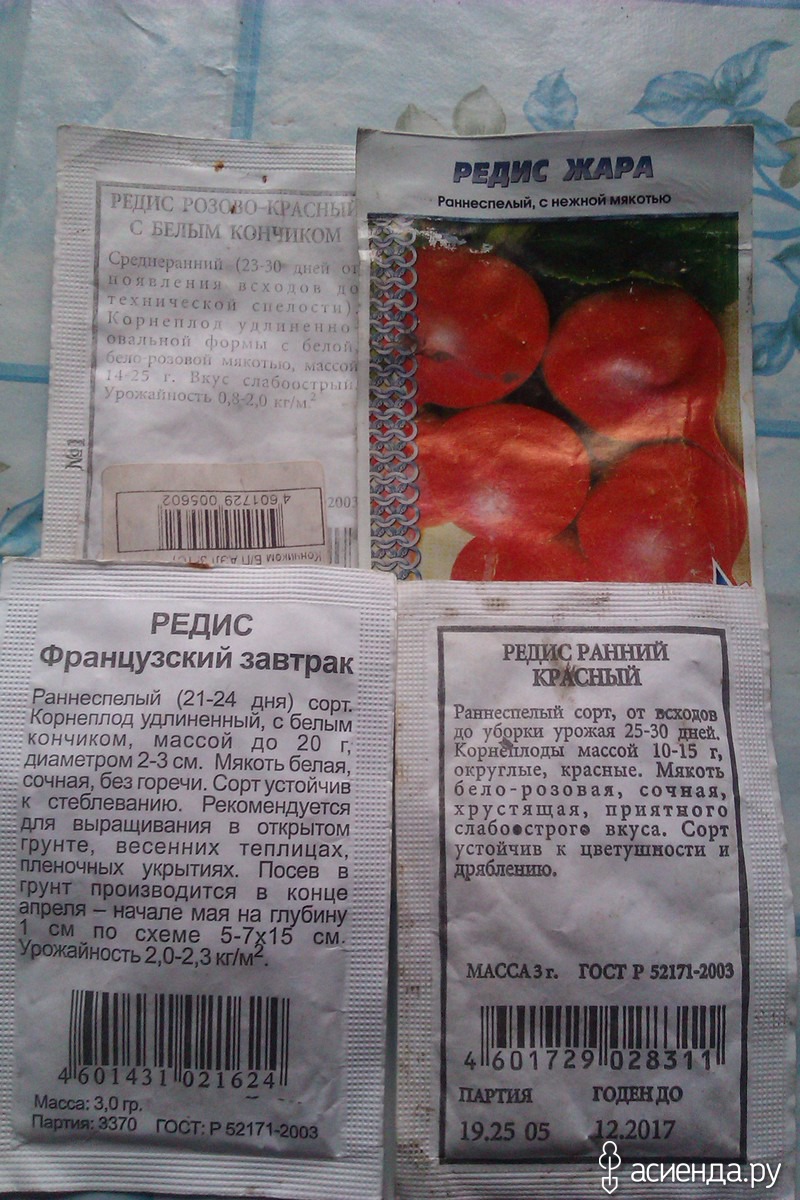 РЕДИС РОЗОВО-КРАСНЫЙ
С БЕЛЫМ КОНЧИКОМ
Среднеранний (23-30 дней от
появления всходов до
технической спелости).
Корнеплод удлиненно-
овальной формы с белой,
бело-розовой мякотью, массой
14-25 г. Вкус слабоострый.
Урожайность 0,8-2,0 кг/м.²
№1
2003
4 601729 005602
РЕДИС ЖАРА
Раннеспелый, с нежной мякотью
РЕДИС
Французский завтрак
Раннеспелый (21-24 дня) сорт.
Корнеплод удлиненный, с белым
кончиком, массой до 20 г,
диаметром 2-3 см. Мякоть белая,
сочная, без горечи. Сорт устойчив
к стеблеванию. Рекомендуется
для выращивания в открытом
грунте, весенних теплицах,
пленочных укрытиях. Посев в
грунт производится в конце
апреля – начале мая на глубину
1 см по схеме 5-7х15 см.
Урожайность 2,0-2,3 кг/м².
4 601431 021624
Масса: 3,0 гр.
Партия: 3370 ГОСТ: Р 52171-2003
РЕДИС РАННИЙ
КРАСНЫЙ
Раннеспелый сорт, от всходов
до уборки урожая 25-30 дней.
Корнеплоды массой 10-15 г,
округлые, красные. Мякоть
бело-розовая, сочная,
хрустящая, приятного
слабоострого вкуса. Сорт
устойчив к цветушности и
дряблению.
МАССА 3 г. ГОСТ Р 52171-2003
4 601729 028311
ПАРТИЯ ГОДЕН ДО
19.25 05 12.2017
асиенда.ру